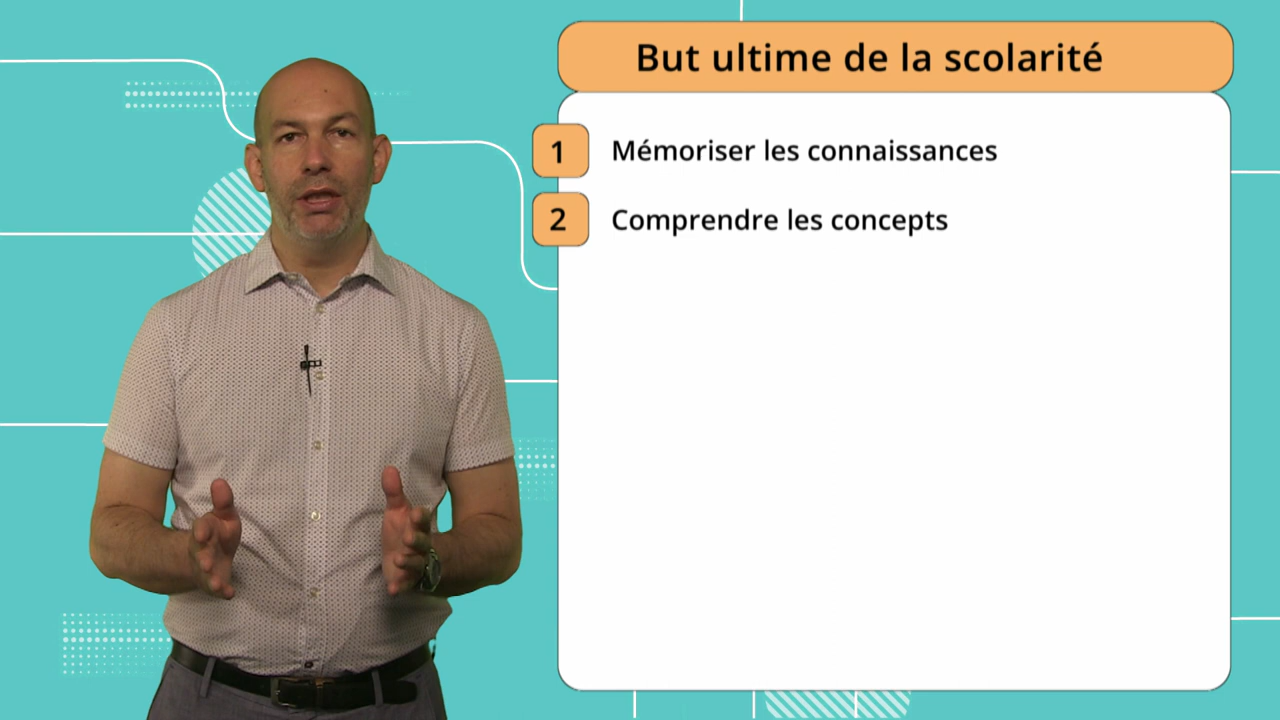 But ultime de la scolarité
1 Mémoriser les connaissances
2 Comprendre les concepts